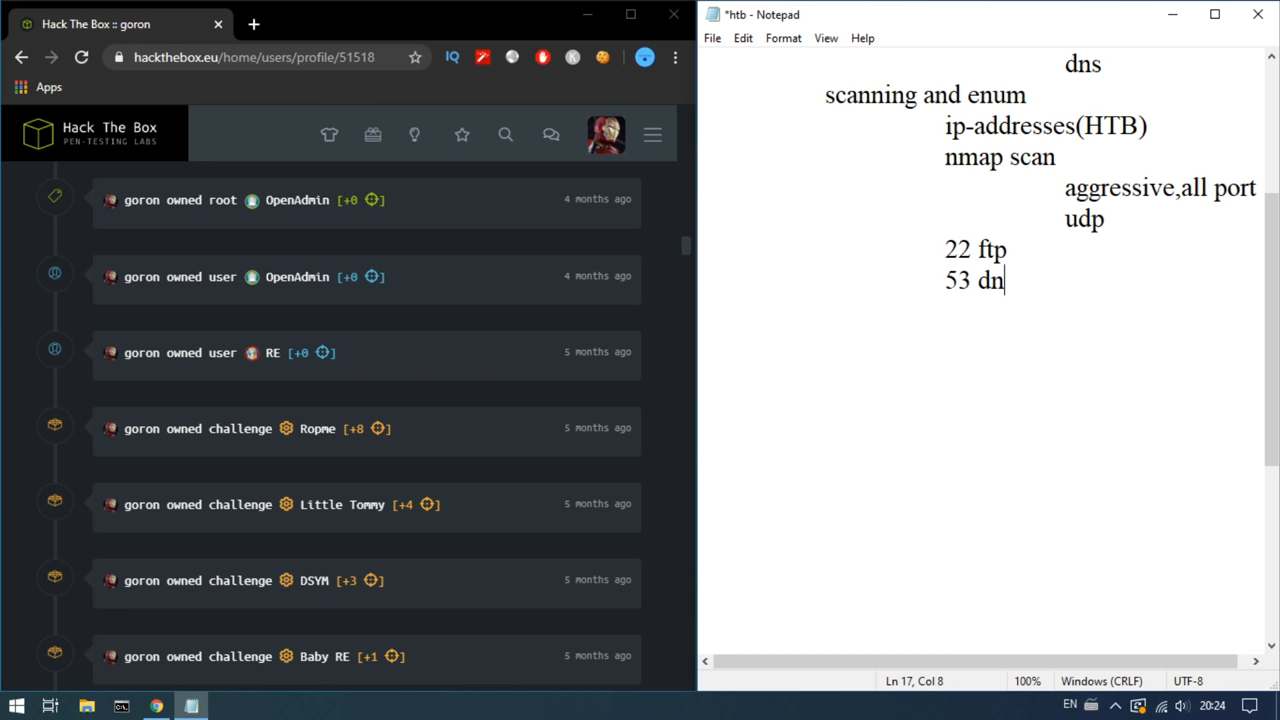 Hack The Box :: goron
hackthebox.eu/home/users/profile/51518
Apps
Hack The Box
PEN-TESTING LABS
goron owned root OpenAdmin [+0 ] 4 months ago
goron owned user OpenAdmin [+0 ] 4 months ago
goron owned user RE [+0 ] 5 months ago
goron owned challenge Ropme [+8 ] 5 months ago
goron owned challenge Little Tommy [+4 ] 5 months ago
goron owned challenge DSYM [+3 ] 5 months ago
goron owned challenge Baby RE [+1 ] 5 months ago
*htb - Notepad
File Edit Format View Help
dns
scanning and enum
ip-addresses(HTB)
nmap scan
aggressive,all port
udp
22 ftp
53 dn
Ln 17, Col 8 100% Windows (CRLF) UTF-8
EN 20:24